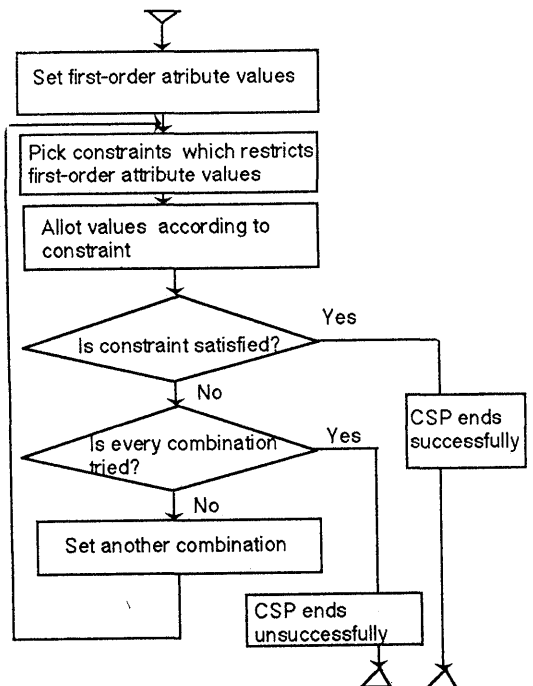 Set first-order atribute values
Pick constraints which restricts
first-order attribute values
Allot values according to
constraint
Yes
Is constraint satisfied?
No
CSP ends
successfully
Is every combination
tried?
Yes
No
Set another combination
CSP ends
unsuccessfully